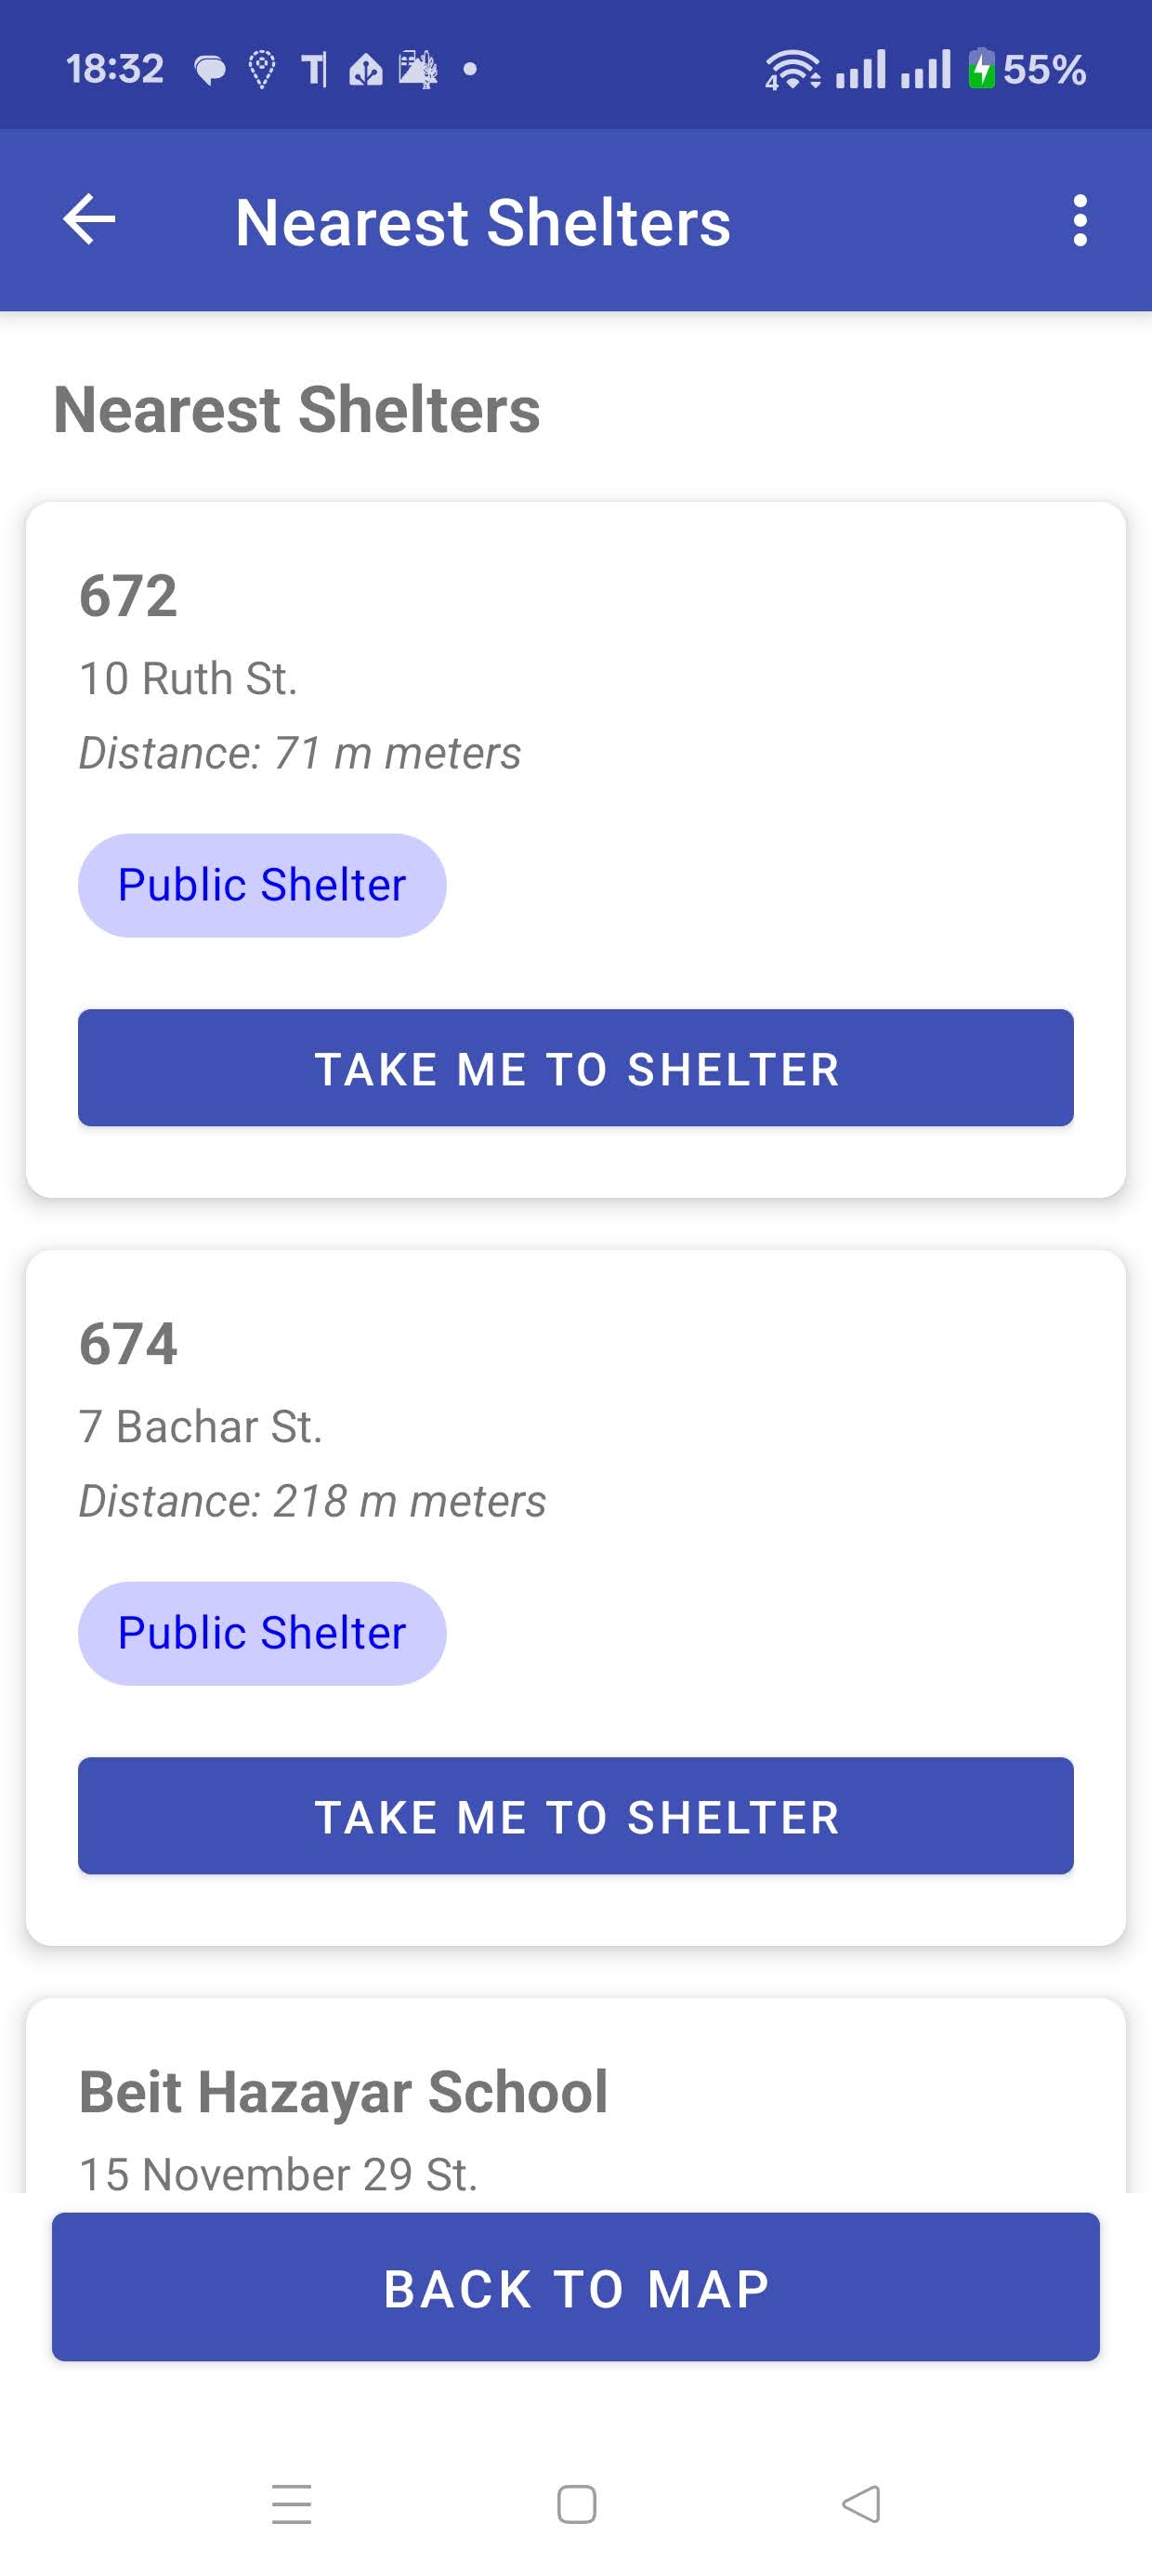 18:32
4
55%
Nearest Shelters
Nearest Shelters
672
10 Ruth St.
Distance: 71 m meters
Public Shelter
TAKE ME TO SHELTER
674
7 Bachar St.
Distance: 218 m meters
Public Shelter
TAKE ME TO SHELTER
Beit Hazayar School
15 November 29 St.
BACK TO MAP